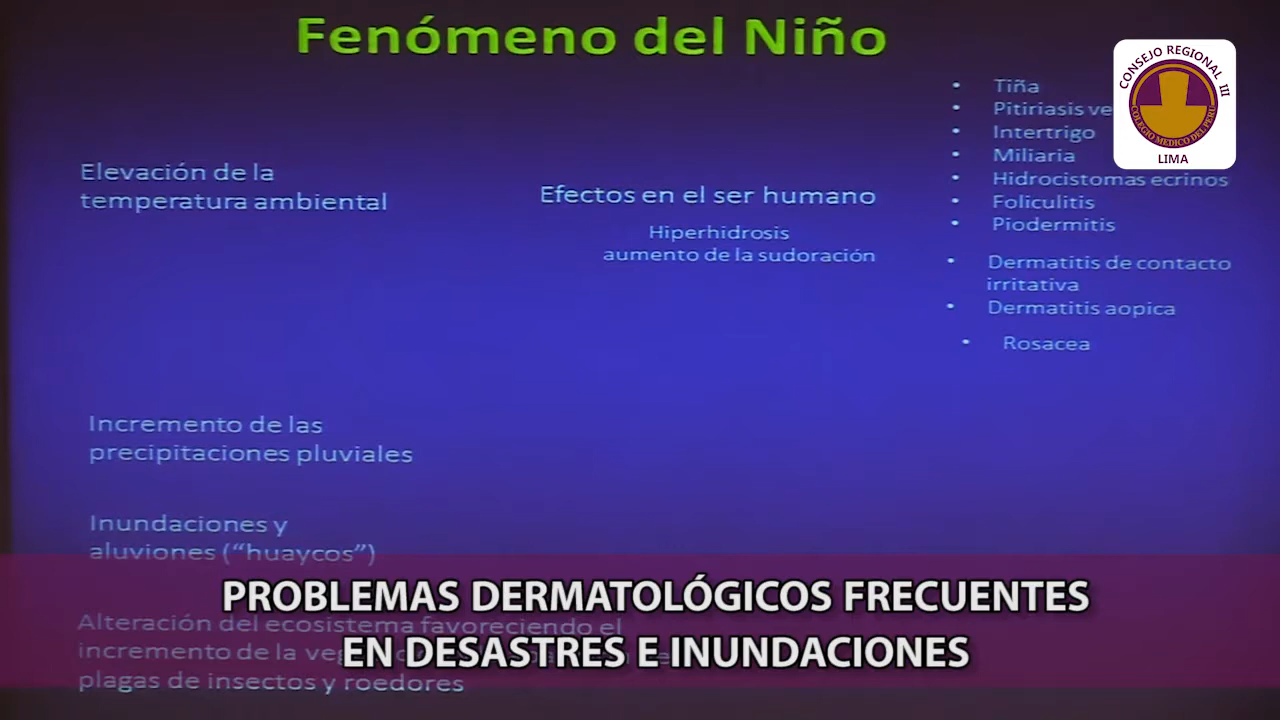 Fenómeno del Niño
CONSEJO REGIONAL III
COLEGIO MEDICO DEL PERU
LIMA
Elevación de la
temperatura ambiental
Efectos en el ser humano
Hiperhidrosis
aumento de la sudoración
• Tiña
• Pitiriasis
• Intertrigo
• Miliaria
• Hidrocistomas ecrinos
• Foliculitis
• Piodermitis
• Dermatitis de contacto
irritativa
• Dermatitis aopica
• Rosacea
Incremento de las
precipitaciones pluviales
Inundaciones y
aluviones (“huaycos”)
Alteración del ecosistema favoreciendo el
incremento de la
plagas de insectos y roedores
PROBLEMAS DERMATOLÓGICOS FRECUENTES
EN DESASTRES E INUNDACIONES